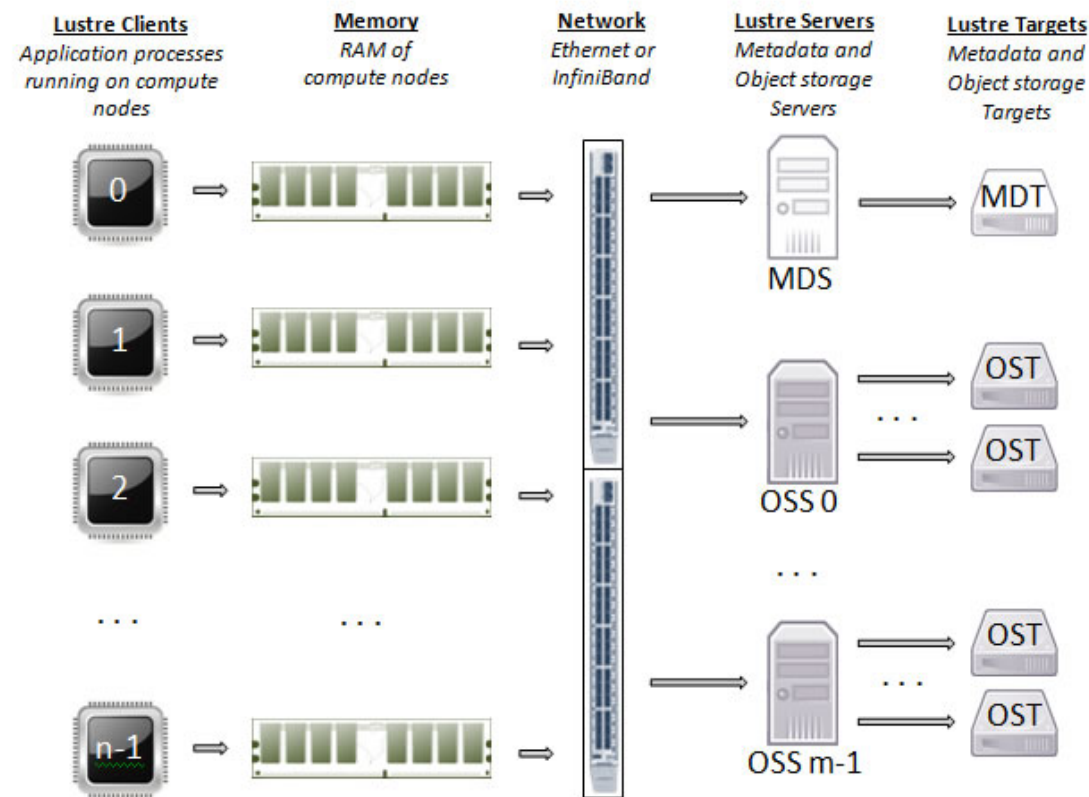 Lustre Clients
Application processes
running on compute
nodes
Memory
RAM of
compute nodes
Network
Ethernet or
InfiniBand
Lustre Servers
Metadata and
Object storage
Servers
Lustre Targets
Metadata and
Object storage
Targets
0
MDS
MDT
1
OSS 0
OST
. . .
OST
2
. . .
. . .
. . .
n-1
OSS m-1
OST
. . .
OST